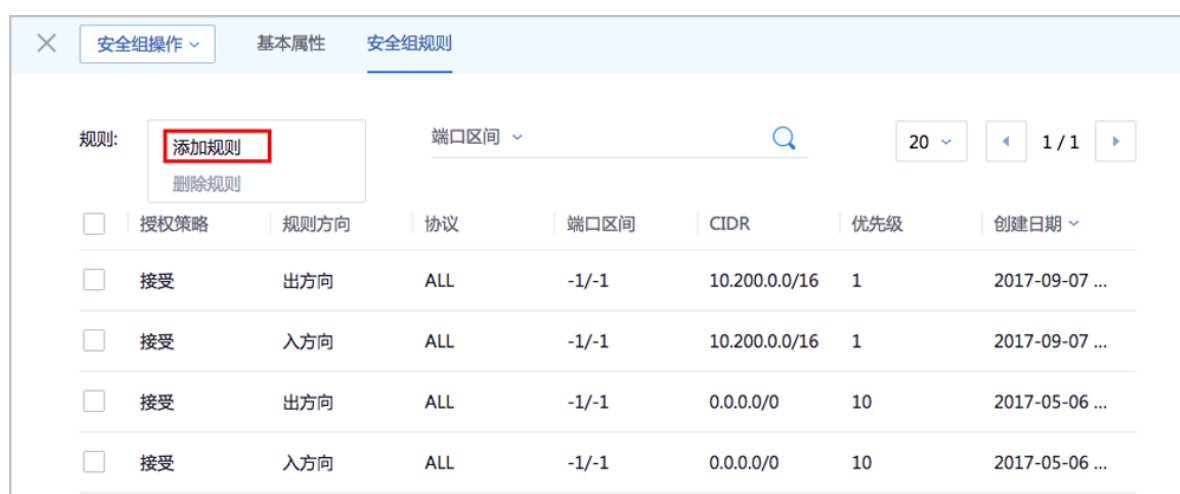 安全组操作 基本属性 安全组规则
规则: 添加规则 端口区间 20 1 / 1
删除规则
授权策略 规则方向 协议 端口区间 CIDR 优先级 创建日期
接受 出方向 ALL -1/-1 10.200.0.0/16 1 2017-09-07 ...
接受 入方向 ALL -1/-1 10.200.0.0/16 1 2017-09-07 ...
接受 出方向 ALL -1/-1 0.0.0.0/0 10 2017-05-06 ...
接受 入方向 ALL -1/-1 0.0.0.0/0 10 2017-05-06 ...